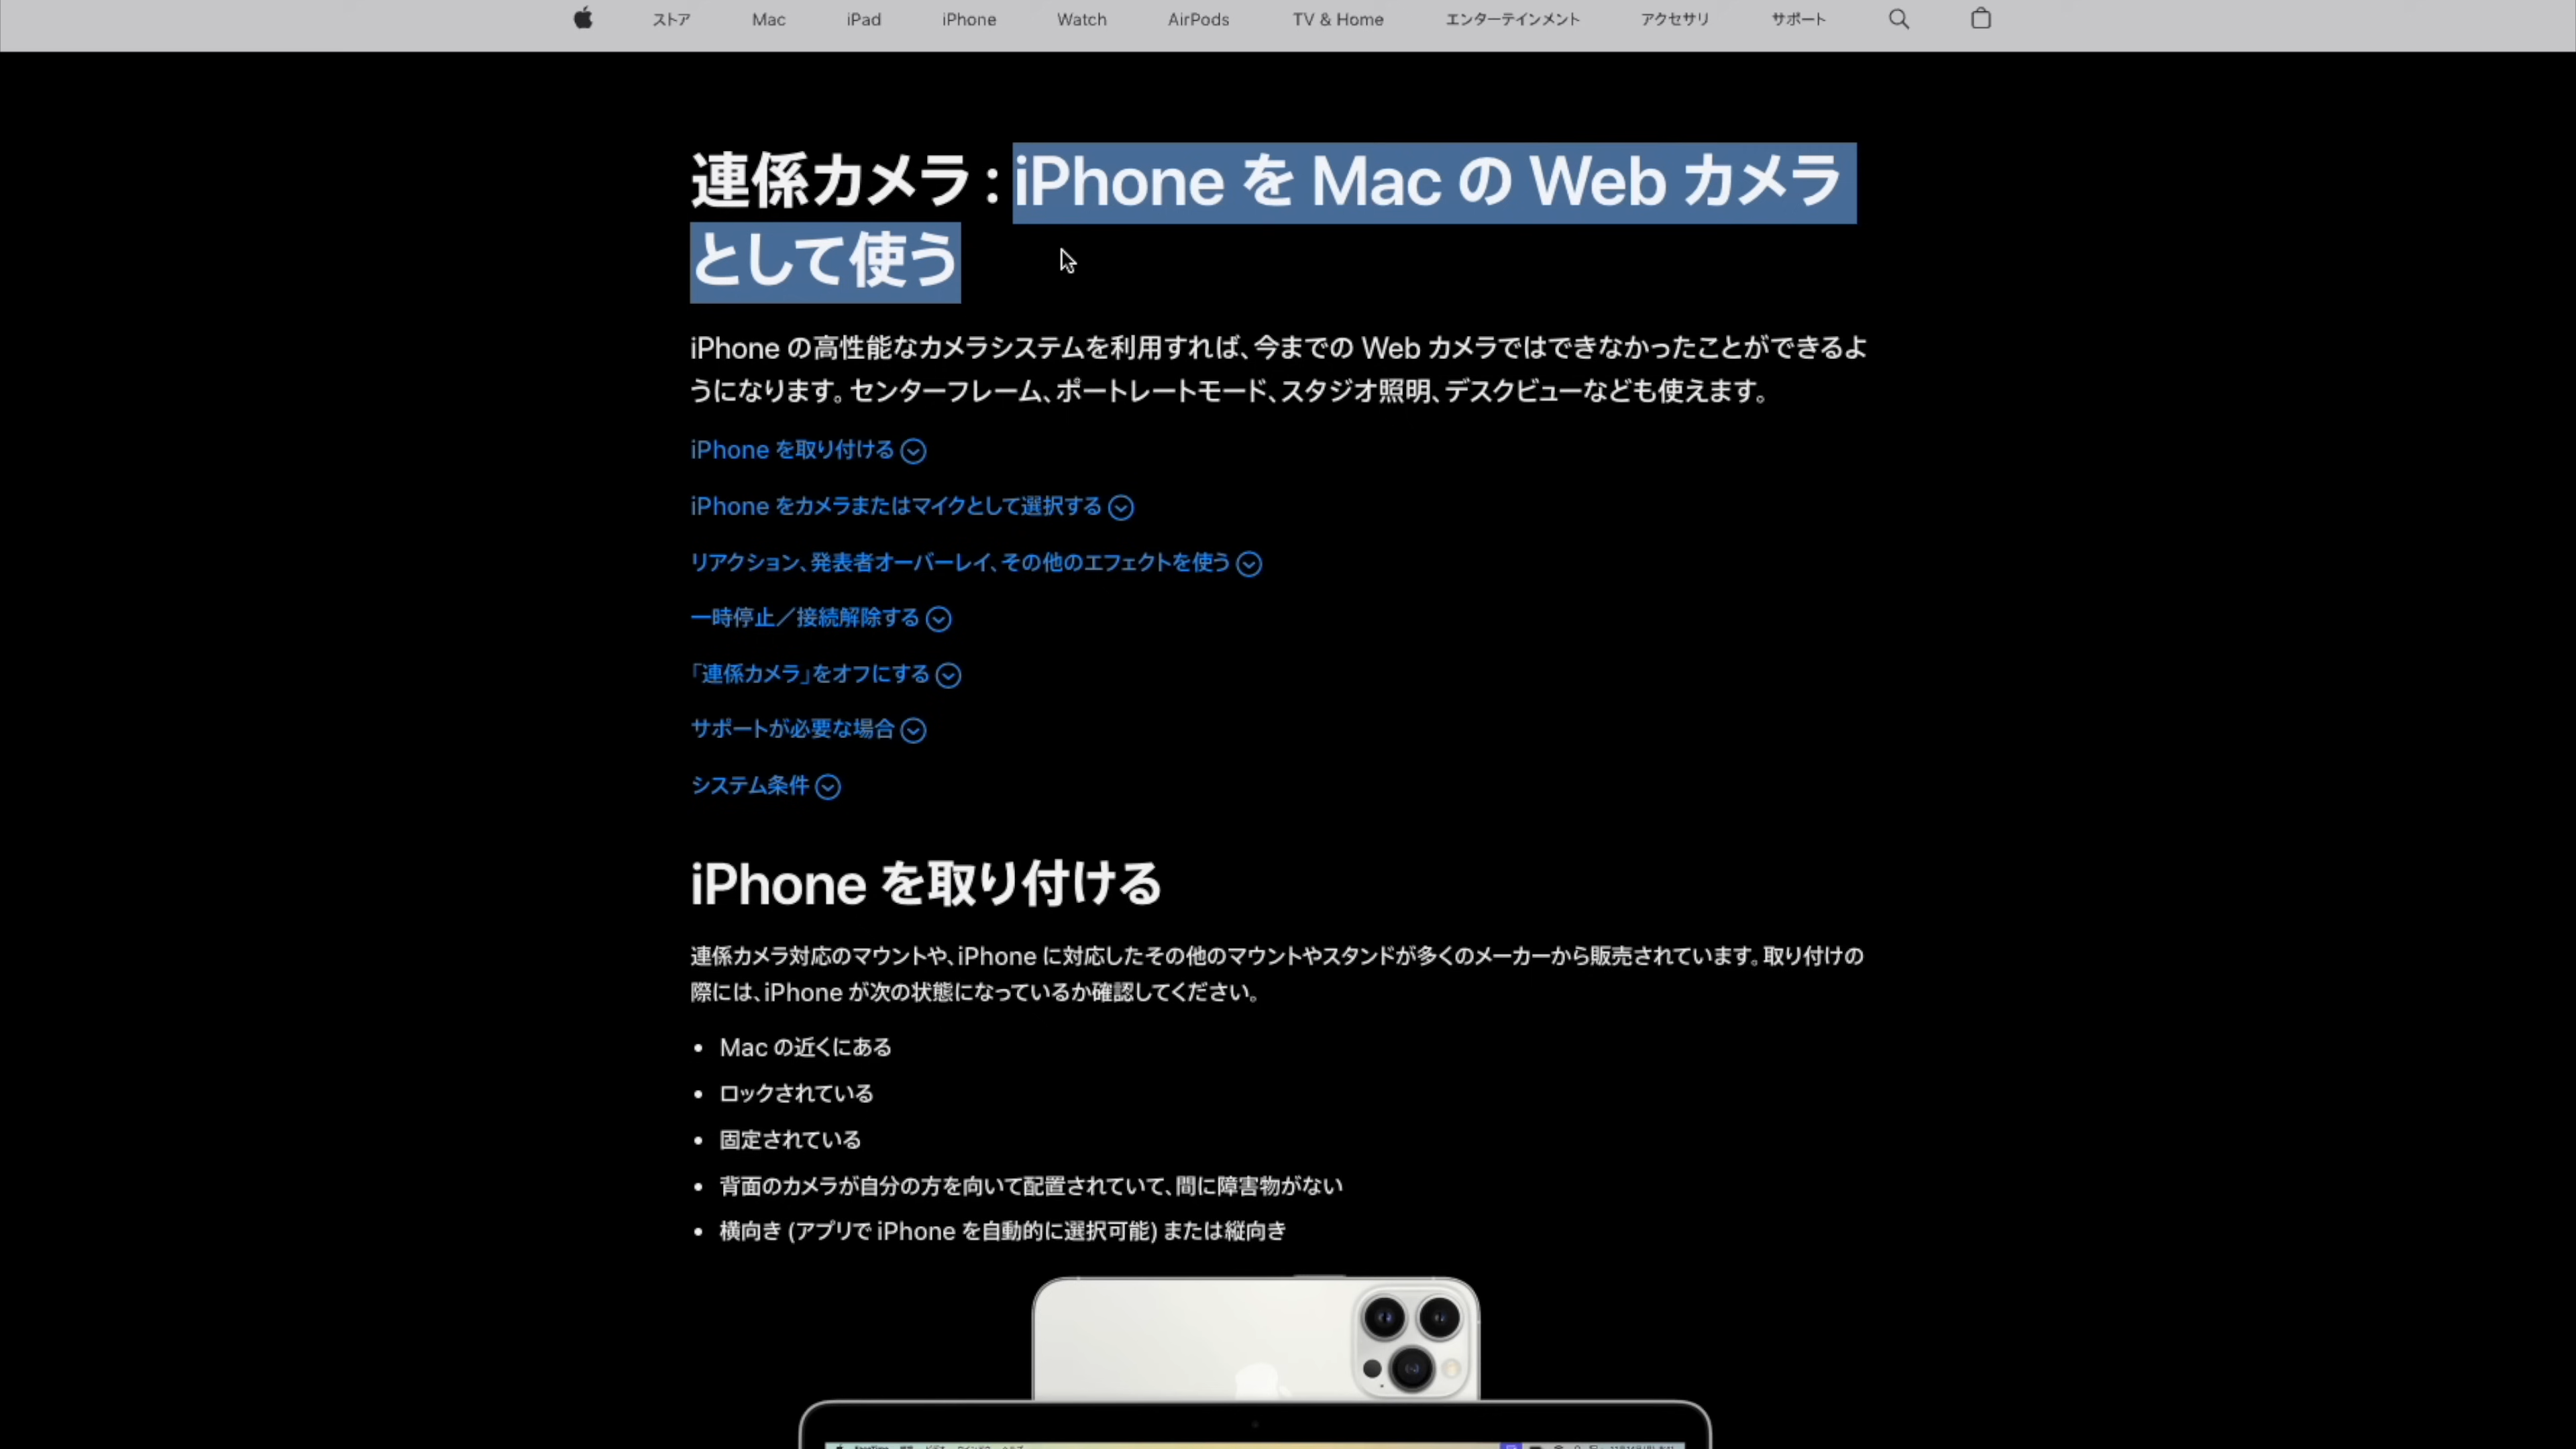 ストア Mac iPad iPhone Watch AirPods TV & Home エンターテインメント アクセサリ サポート
連係カメラ : iPhone を Mac の Web カメラ
として使う
iPhone の高性能なカメラシステムを利用すれば、今までの Web カメラではできなかったことができるよ
うになります。センターフレーム、ポートレートモード、スタジオ照明、デスクビューなども使えます。
iPhone を取り付ける
iPhone をカメラまたはマイクとして選択する
リアクション、発表者オーバーレイ、その他のエフェクトを使う
一時停止／接続解除する
「連係カメラ」をオフにする
サポートが必要な場合
システム条件
iPhone を取り付ける
連係カメラ対応のマウントや、iPhone に対応したその他のマウントやスタンドが多くのメーカーから販売されています。取り付けの
際には、iPhone が次の状態になっているか確認してください。
• Mac の近くにある
• ロックされている
• 固定されている
• 背面のカメラが自分の方を向いて配置されていて、間に障害物がない
• 横向き (アプリで iPhone を自動的に選択可能) または縦向き